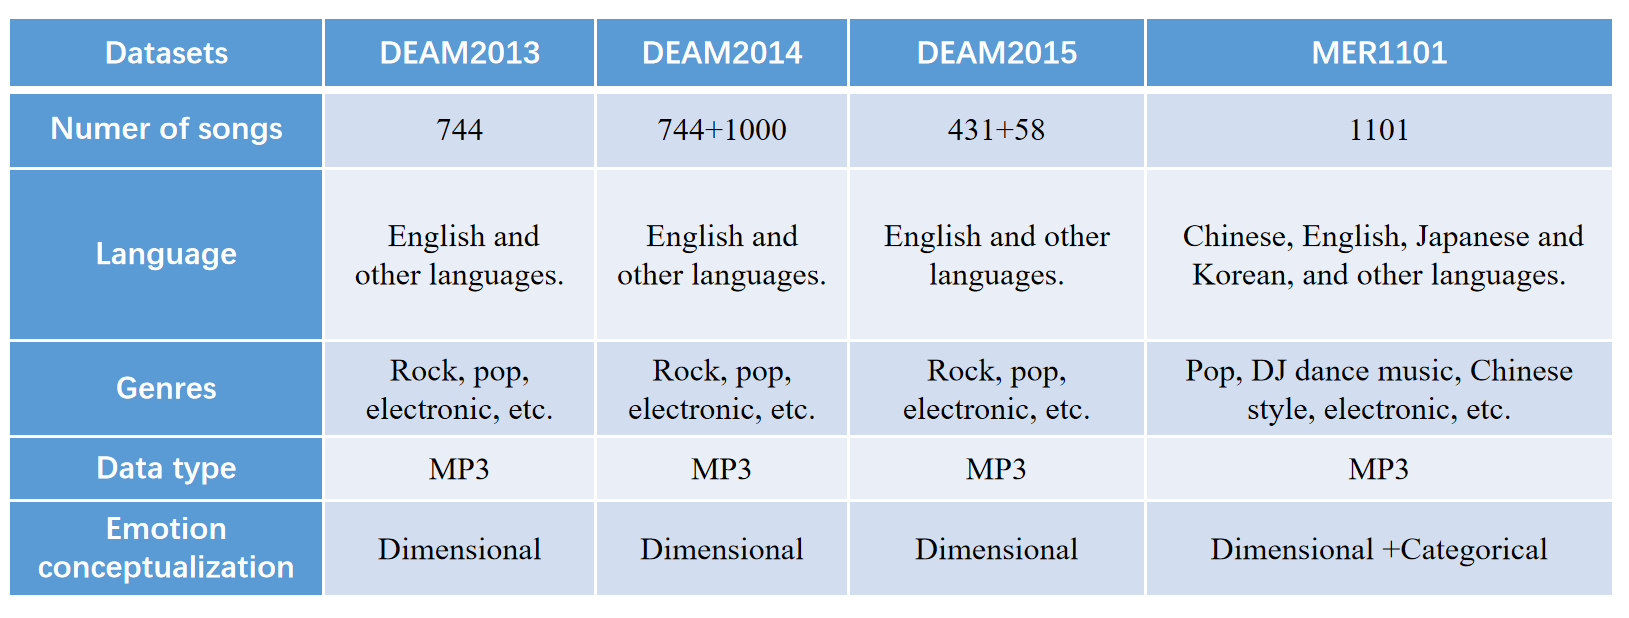 Datasets DEAM2013 DEAM2014 DEAM2015 MER1101
Numer of songs 744 744+1000 431+58 1101
Language
English and
other languages.
English and
other languages.
English and other
languages.
Chinese, English, Japanese and
Korean, and other languages.
Genres
Rock, pop,
electronic, etc.
Rock, pop,
electronic, etc.
Rock, pop,
electronic, etc.
Pop, DJ dance music, Chinese
style, electronic, etc.
Data type MP3 MP3 MP3 MP3
Emotion
conceptualization
Dimensional Dimensional Dimensional Dimensional +Categorical